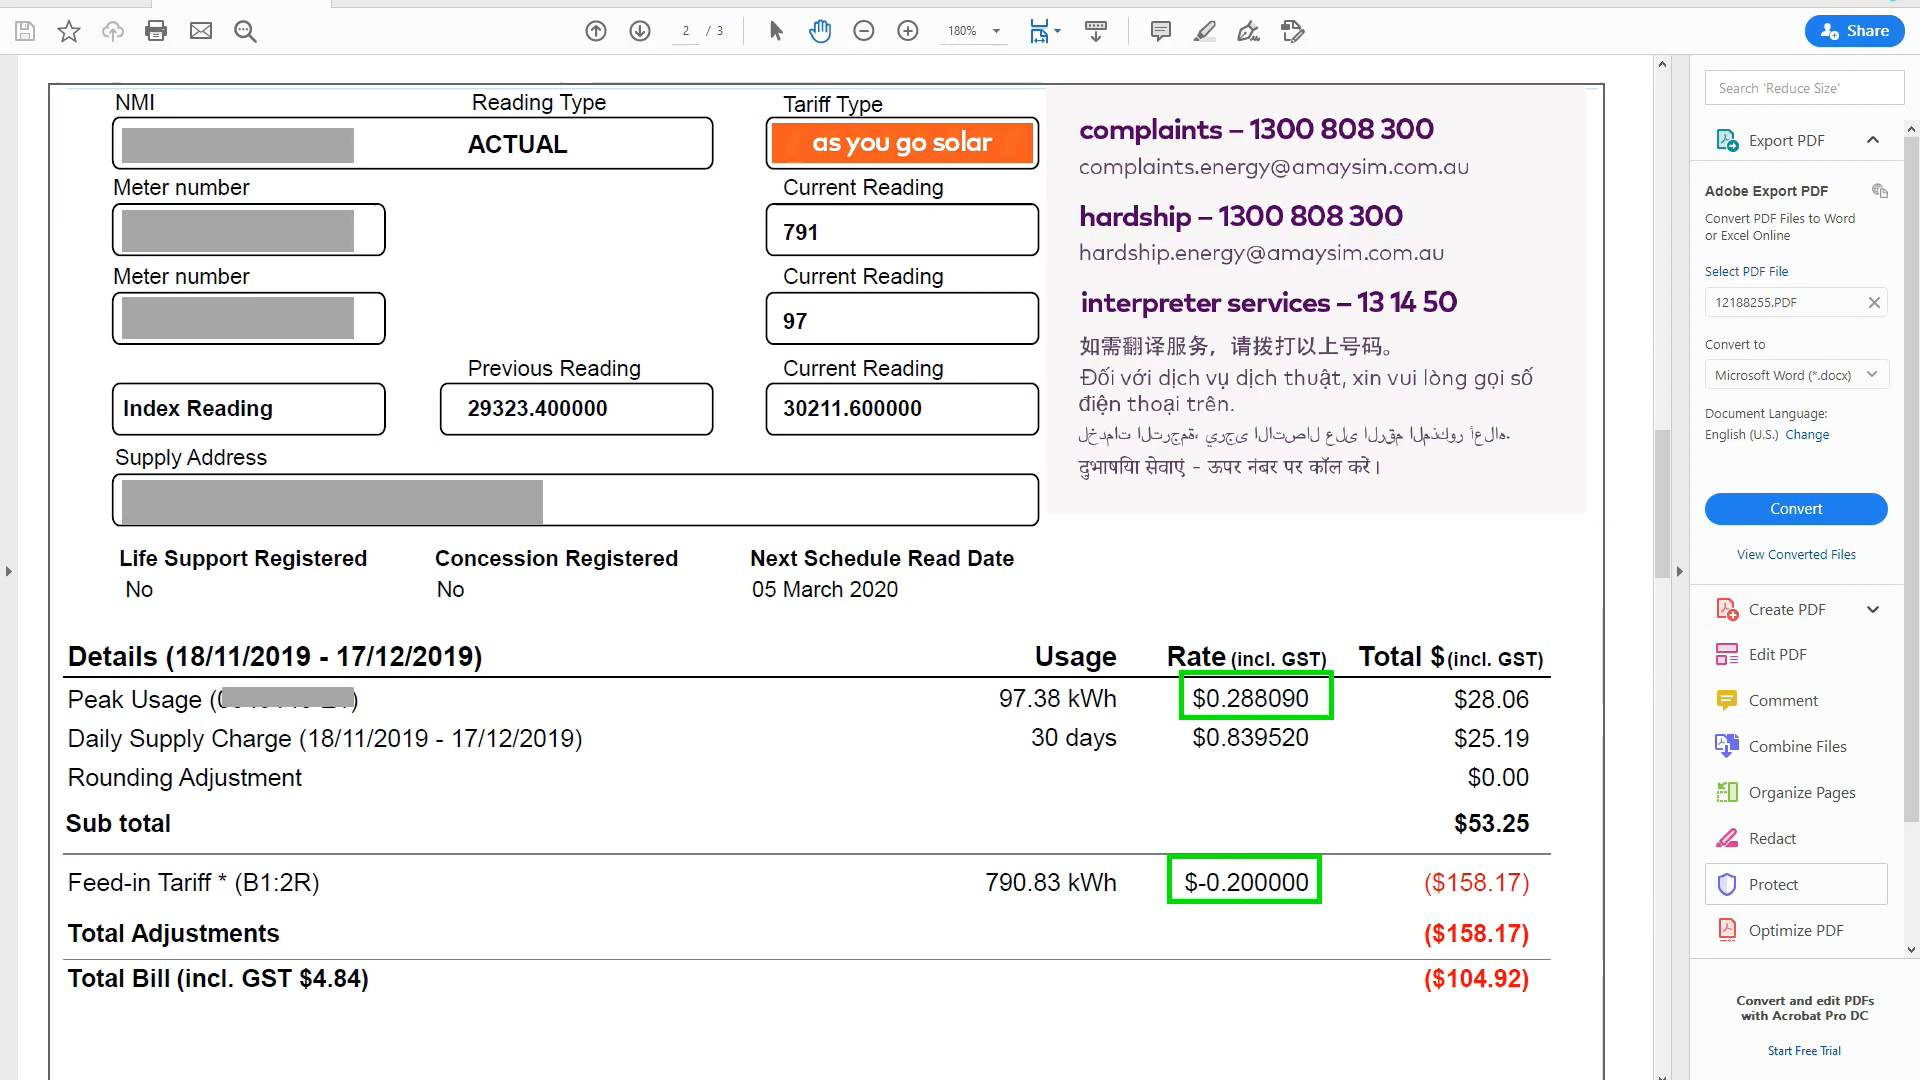 2 / 3
180%
Share
NMI
Reading Type
Tariff Type
ACTUAL
as you go solar
Meter number
Current Reading
791
Meter number
Current Reading
97
Previous Reading
Current Reading
Index Reading
29323.400000
30211.600000
Supply Address
Life Support Registered
Concession Registered
Next Schedule Read Date
No
No
05 March 2020
complaints – 1300 808 300
complaints.energy@amaysim.com.au
hardship – 1300 808 300
hardship.energy@amaysim.com.au
interpreter services – 13 14 50
如需翻译服务，请拨打以上号码。
Đối với dịch vụ dịch thuật, xin vui lòng gọi số
điện thoại trên.
لخدمات الترجمة، يرجى الاتصال على الرقم المذكور أعلاه.
दुभाषिया सेवाएं - ऊपर नंबर पर कॉल करें।
Details (18/11/2019 - 17/12/2019) Usage Rate (incl. GST) Total $(incl. GST)
Peak Usage ( ) 97.38 kWh $0.288090 $28.06
Daily Supply Charge (18/11/2019 - 17/12/2019) 30 days $0.839520 $25.19
Rounding Adjustment $0.00
Sub total $53.25
Feed-in Tariff * (B1:2R) 790.83 kWh $-0.200000 ($158.17)
Total Adjustments ($158.17)
Total Bill (incl. GST $4.84) ($104.92)
Search 'Reduce Size'
Export PDF
Adobe Export PDF
Convert PDF Files to Word
or Excel Online
Select PDF File
12188255.PDF
Convert to
Microsoft Word (*.docx)
Document Language:
English (U.S.) Change
Convert
View Converted Files
Create PDF
Edit PDF
Comment
Combine Files
Organize Pages
Redact
Protect
Optimize PDF
Convert and edit PDFs
with Acrobat Pro DC
Start Free Trial